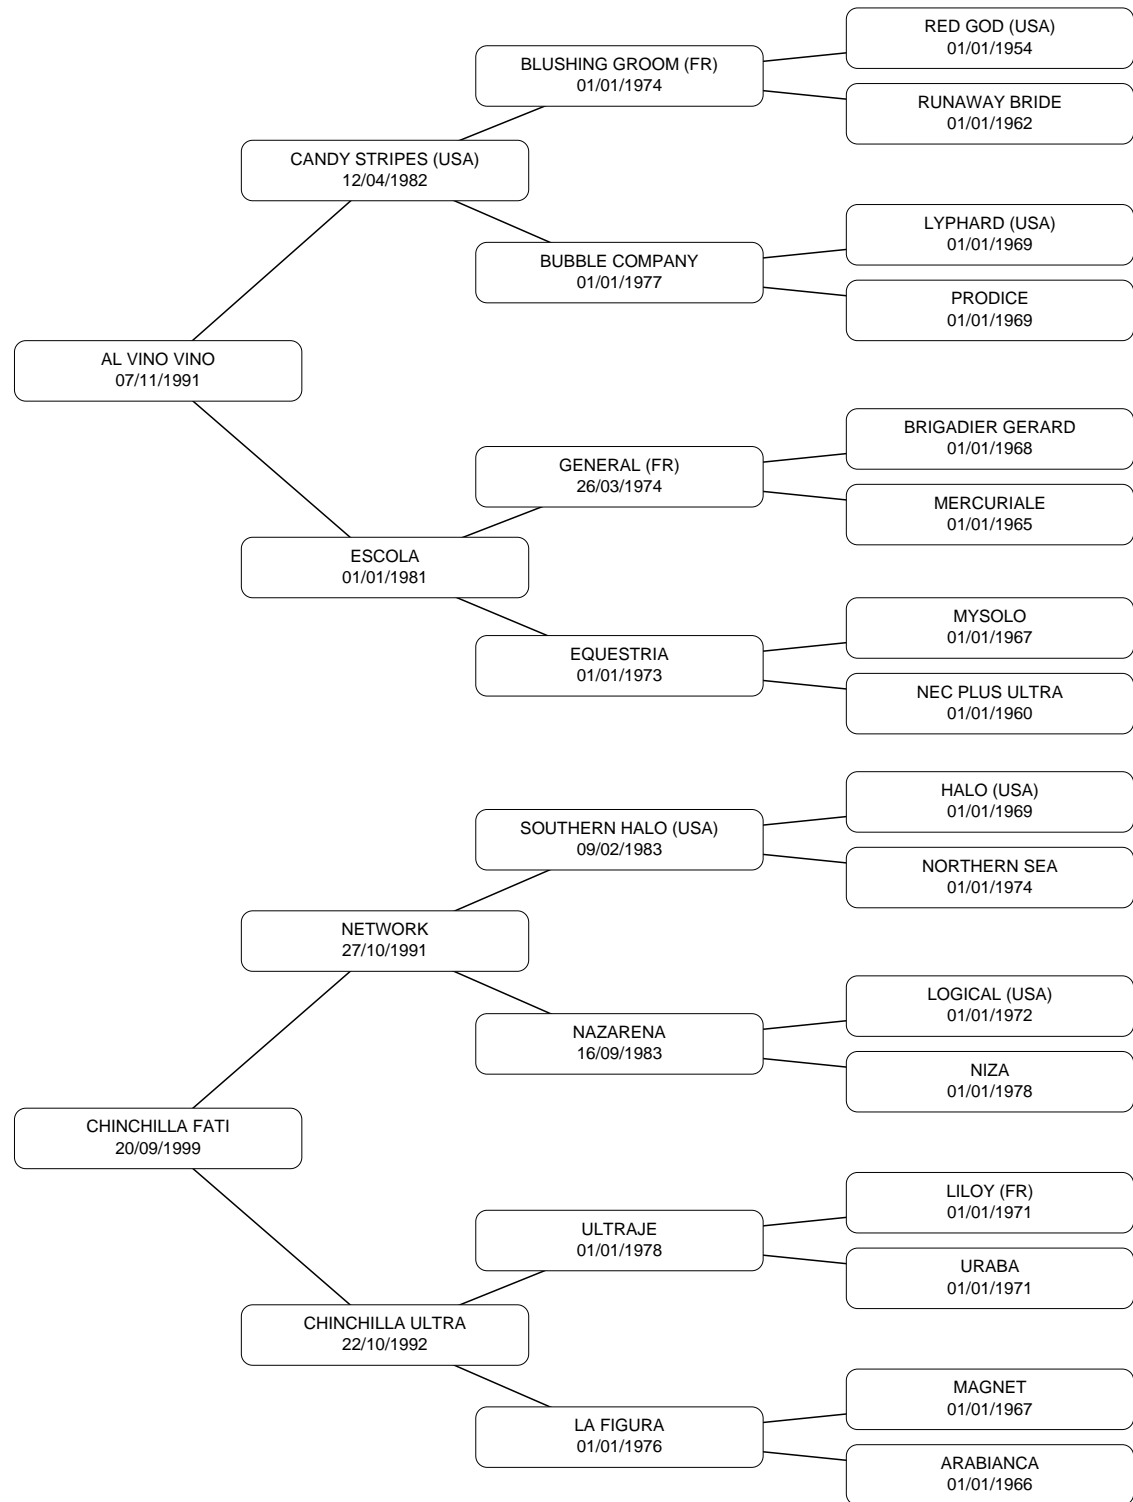 RED GOD (USA)
01/01/1954
BLUSHING GROOM (FR)
01/01/1974
RUNAWAY BRIDE
01/01/1962
CANDY STRIPES (USA)
12/04/1982
LYPHARD (USA)
01/01/1969
BUBBLE COMPANY
01/01/1977
PRODICE
01/01/1969
AL VINO VINO
07/11/1991
BRIGADIER GERARD
01/01/1968
GENERAL (FR)
26/03/1974
MERCURIALE
01/01/1965
ESCOLA
01/01/1981
MYSOLO
01/01/1967
EQUESTRIA
01/01/1973
NEC PLUS ULTRA
01/01/1960
HALO (USA)
01/01/1969
SOUTHERN HALO (USA)
09/02/1983
NORTHERN SEA
01/01/1974
NETWORK
27/10/1991
LOGICAL (USA)
01/01/1972
NAZARENA
16/09/1983
NIZA
01/01/1978
CHINCHILLA FATI
20/09/1999
LILOY (FR)
01/01/1971
ULTRAJE
01/01/1978
URABA
01/01/1971
CHINCHILLA ULTRA
22/10/1992
MAGNET
01/01/1967
LA FIGURA
01/01/1976
ARABIANCA
01/01/1966